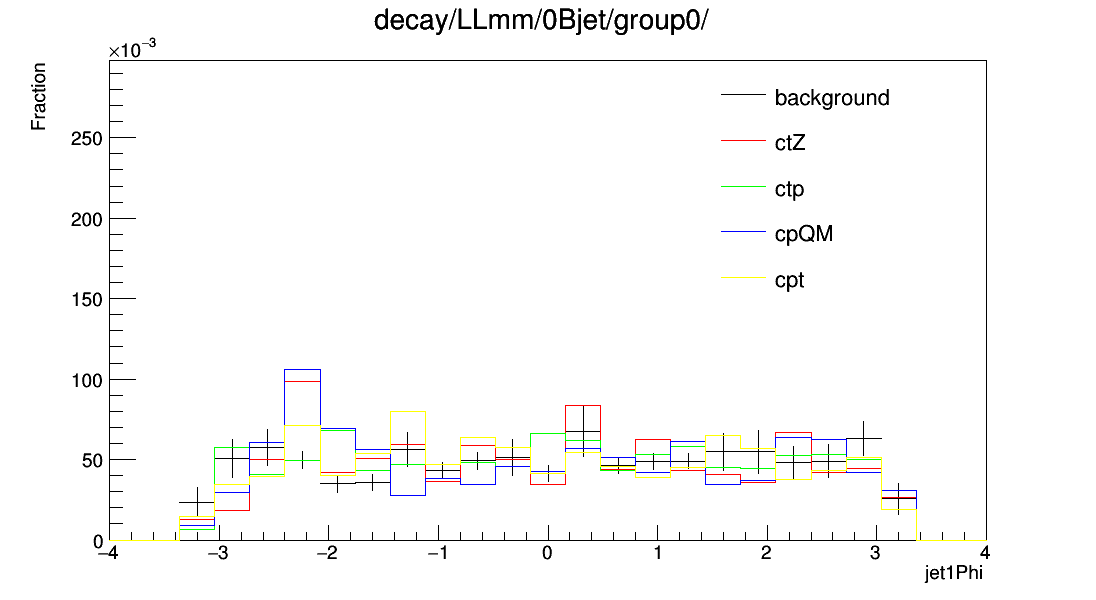 decay/LLmm/0Bjet/group0/
×10⁻³
Fraction
250
200
150
100
50
0
background
ctZ
ctp
cpQM
cpt
−4 −3 −2 −1 0 1 2 3 4
jet1Phi